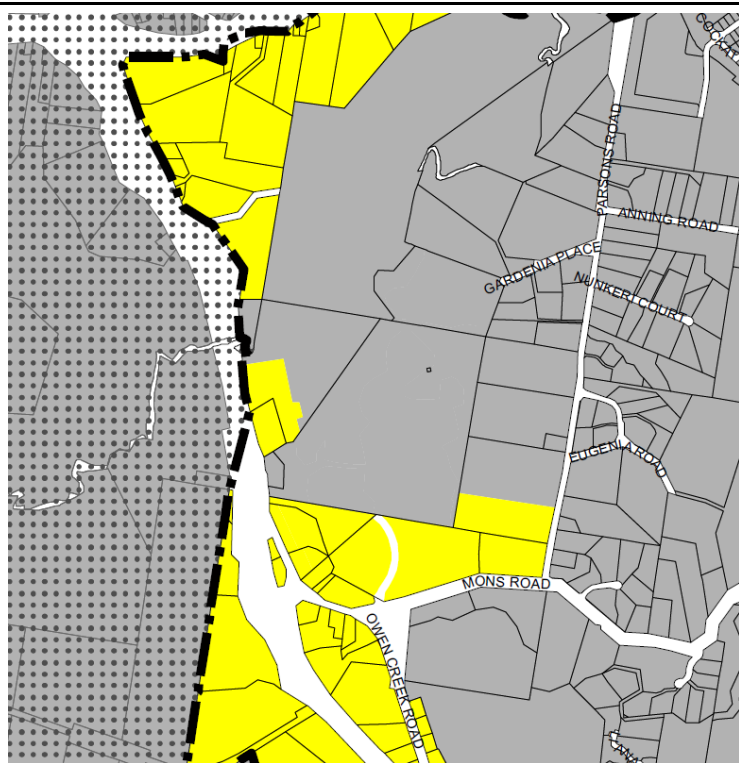 PARSONS ROAD
ANNING ROAD
GARDENIA PLACE
NUNKERI COURT
EUGENIA ROAD
MONS ROAD
OWEN CREEK ROAD